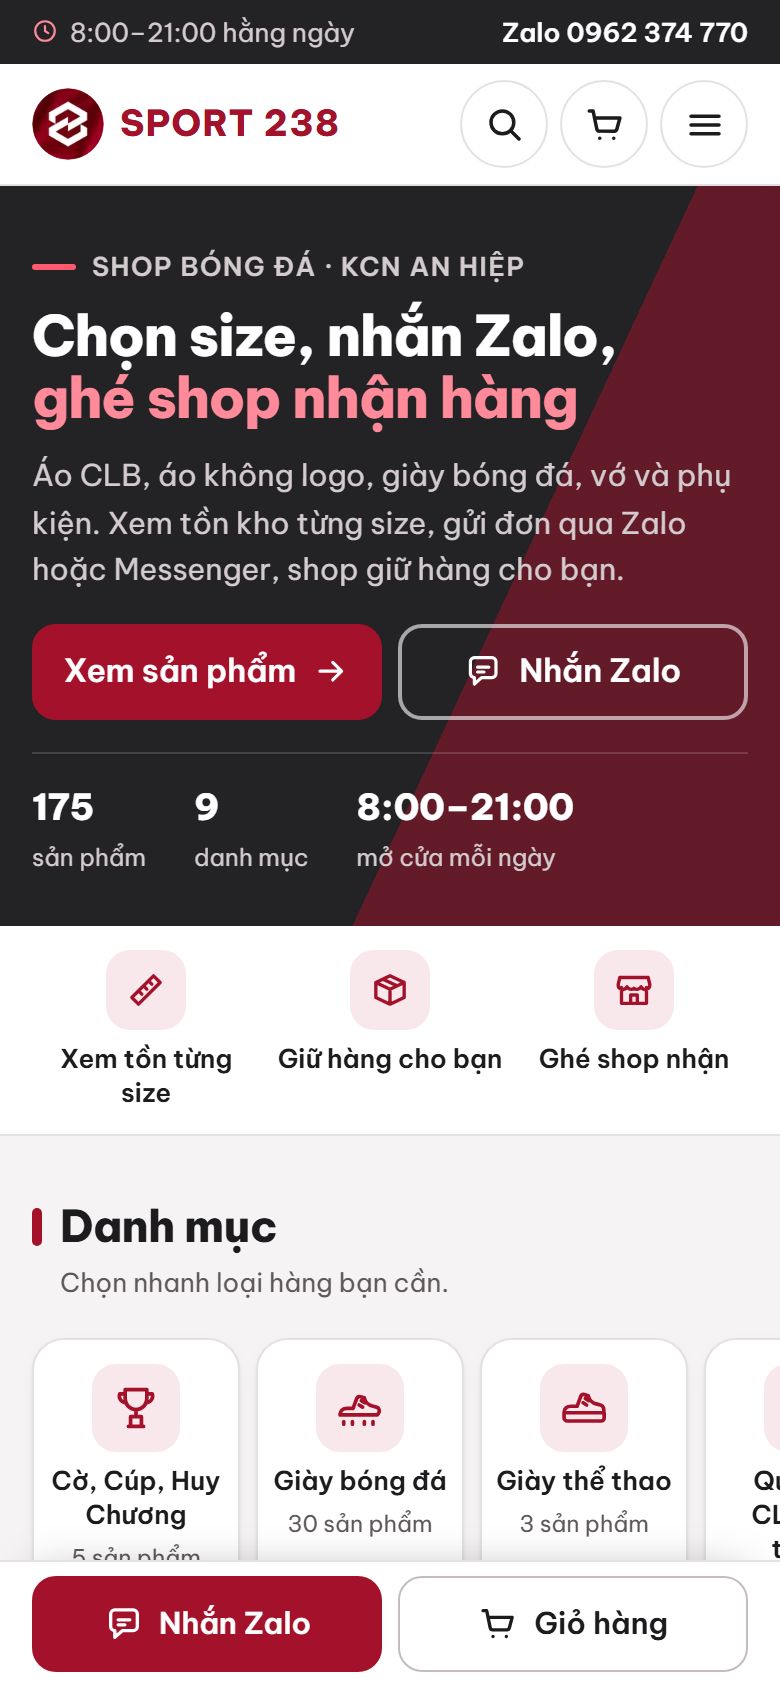 8:00–21:00 hằng ngày
Zalo 0962 374 770
SPORT 238
SHOP BÓNG ĐÁ · KCN AN HIỆP
Chọn size, nhắn Zalo,
ghé shop nhận hàng
Áo CLB, áo không logo, giày bóng đá, vớ và phụ
kiện. Xem tồn kho từng size, gửi đơn qua Zalo
hoặc Messenger, shop giữ hàng cho bạn.
Xem sản phẩm
Nhắn Zalo
175
sản phẩm
9
danh mục
8:00–21:00
mở cửa mỗi ngày
Xem tồn từng
size
Giữ hàng cho bạn
Ghé shop nhận
Danh mục
Chọn nhanh loại hàng bạn cần.
Cờ, Cúp, Huy
Chương
5 sản phẩm
Giày bóng đá
30 sản phẩm
Giày thể thao
3 sản phẩm
Nhắn Zalo
Giỏ hàng